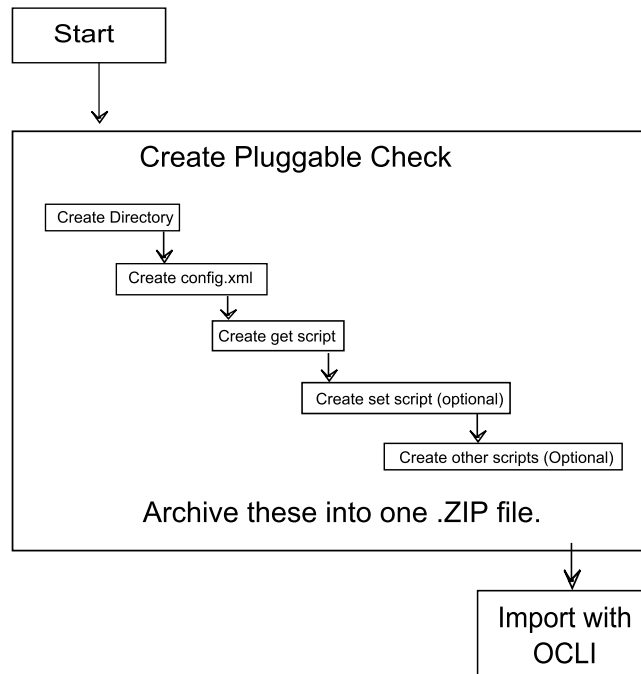 Start
Create Pluggable Check
Create Directory
Create config.xml
Create get script
Create set script (optional)
Create other scripts (Optional)
Archive these into one .ZIP file.
Import with
OCLI